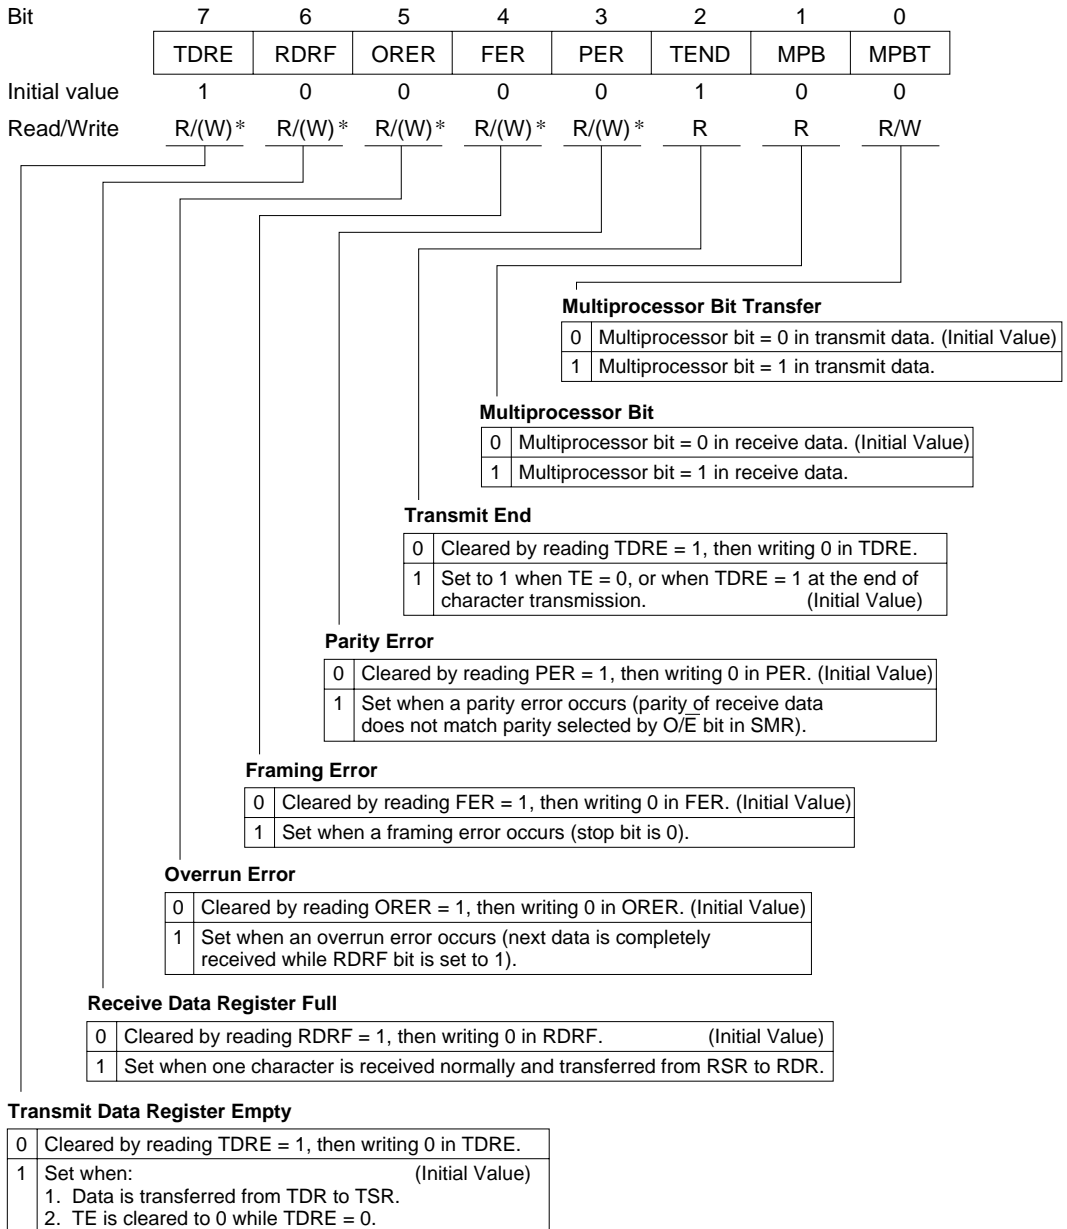 Bit 7 6 5 4 3 2 1 0
TDRE RDRF ORER FER PER TEND MPB MPBT
Initial value 1 0 0 0 0 1 0 0
Read/Write R/(W)* R/(W)* R/(W)* R/(W)* R/(W)* R R R/W
Multiprocessor Bit Transfer
0 Multiprocessor bit = 0 in transmit data. (Initial Value)
1 Multiprocessor bit = 1 in transmit data.
Multiprocessor Bit
0 Multiprocessor bit = 0 in receive data. (Initial Value)
1 Multiprocessor bit = 1 in receive data.
Transmit End
0 Cleared by reading TDRE = 1, then writing 0 in TDRE.
1 Set to 1 when TE = 0, or when TDRE = 1 at the end of
character transmission. (Initial Value)
Parity Error
0 Cleared by reading PER = 1, then writing 0 in PER. (Initial Value)
1 Set when a parity error occurs (parity of receive data
does not match parity selected by O/E̅ bit in SMR).
Framing Error
0 Cleared by reading FER = 1, then writing 0 in FER. (Initial Value)
1 Set when a framing error occurs (stop bit is 0).
Overrun Error
0 Cleared by reading ORER = 1, then writing 0 in ORER. (Initial Value)
1 Set when an overrun error occurs (next data is completely
received while RDRF bit is set to 1).
Receive Data Register Full
0 Cleared by reading RDRF = 1, then writing 0 in RDRF. (Initial Value)
1 Set when one character is received normally and transferred from RSR to RDR.
Transmit Data Register Empty
0 Cleared by reading TDRE = 1, then writing 0 in TDRE.
1 Set when: (Initial Value)
1. Data is transferred from TDR to TSR.
2. TE is cleared to 0 while TDRE = 0.